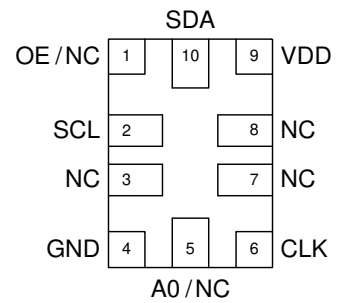 SDA
OE/NC 1 10 9 VDD
SCL 2 8 NC
NC 3 7 NC
GND 4 5 6 CLK
A0/NC